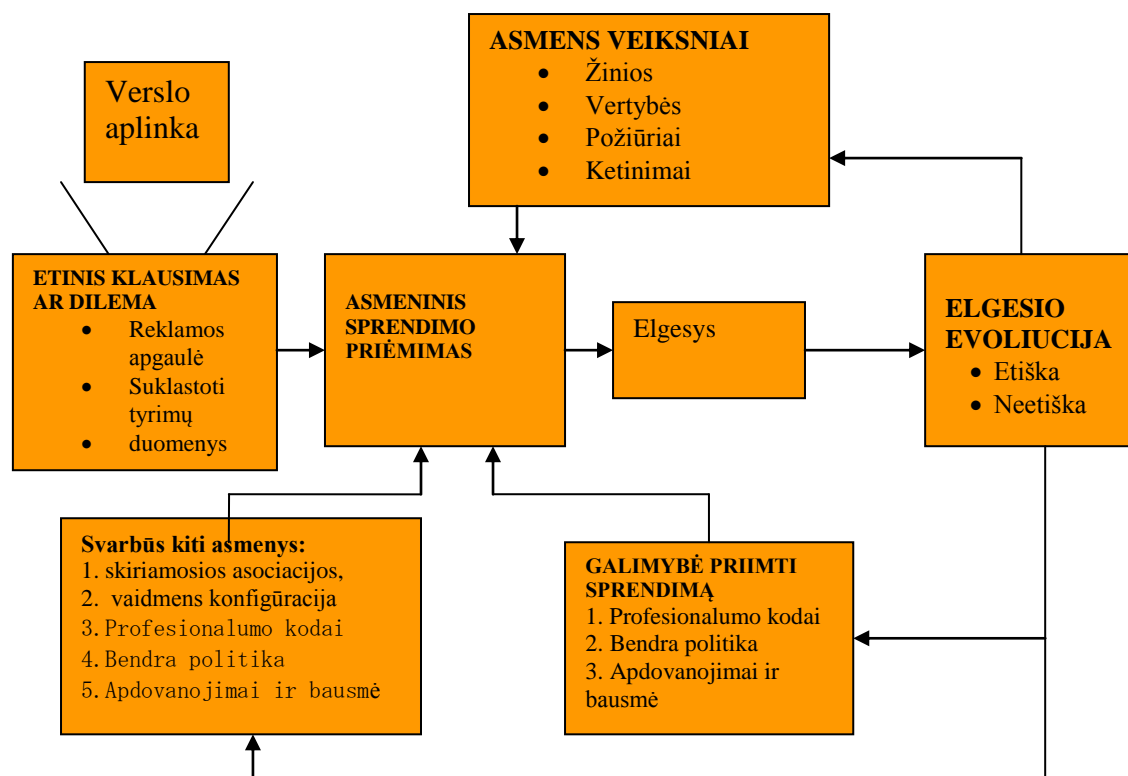 Verslo
aplinka
ASMENS VEIKSNIAI
• Žinios
• Vertybės
• Požiūriai
• Ketinimai
ETINIS KLAUSIMAS
AR DILEMA
• Reklamos
apgaulė
• Suklastoti
tyrimų
• duomenys
ASMENINIS
SPRENDIMO
PRIĖMIMAS
Elgesys
ELGESIO
EVOLIUCIJA
• Etiška
• Neetiška
Svarbūs kiti asmenys:
1. skiriamosios asociacijos,
2. vaidmens konfigūracija
3. Profesionalumo kodai
4. Bendra politika
5. Apdovanojimai ir bausmė
GALIMYBĖ PRIIMTI
SPRENDIMĄ
1. Profesionalumo kodai
2. Bendra politika
3. Apdovanojimai ir
bausmė